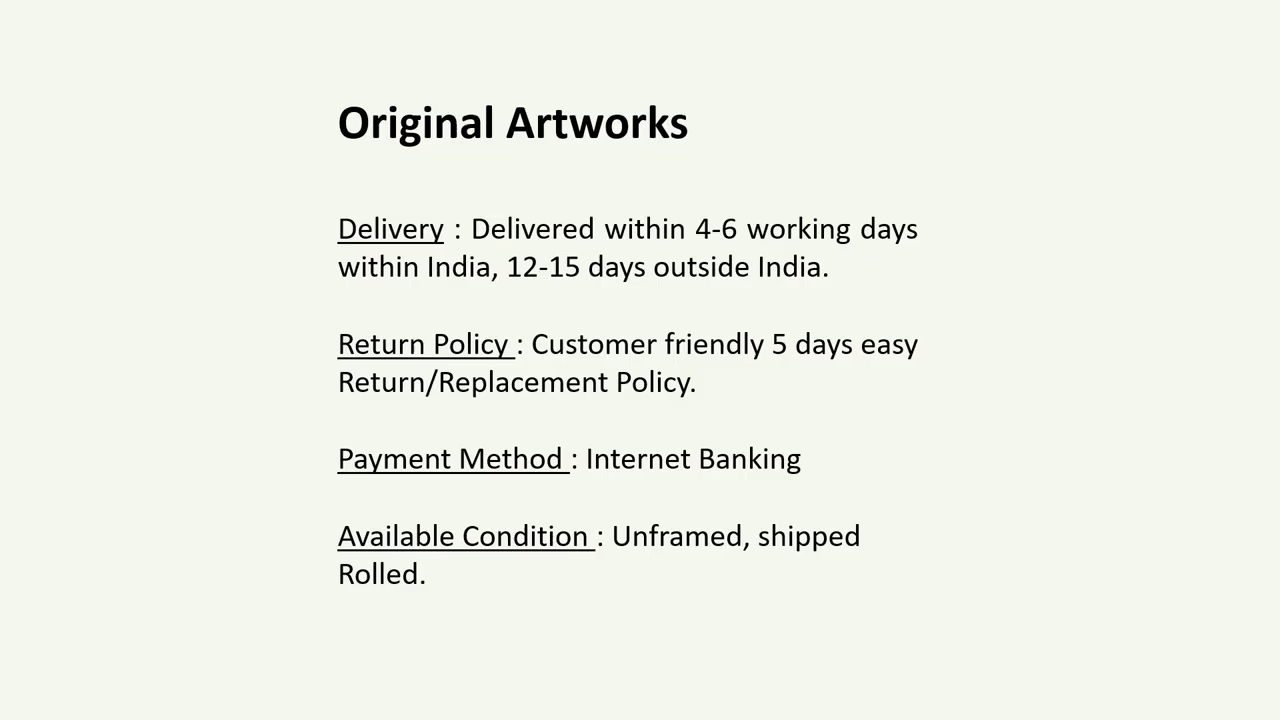 Original Artworks
Delivery : Delivered within 4-6 working days
within India, 12-15 days outside India.
Return Policy : Customer friendly 5 days easy
Return/Replacement Policy.
Payment Method : Internet Banking
Available Condition : Unframed, shipped
Rolled.